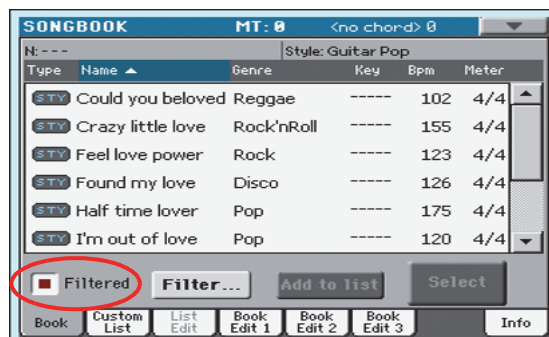 SONGBOOK MT: 0 <no chord> 0
N: --- Style: Guitar Pop
Type Name Genre Key Bpm Meter
STY Could you beloved Reggae ----- 102 4/4
STY Crazy little love Rock'nRoll ----- 155 4/4
STY Feel love power Rock ----- 123 4/4
STY Found my love Disco ----- 126 4/4
STY Half time lover Pop ----- 175 4/4
STY I'm out of love Pop ----- 120 4/4
Filtered Filter... Add to list Select
Book Custom List List Edit Book Edit 1 Book Edit 2 Book Edit 3 Info